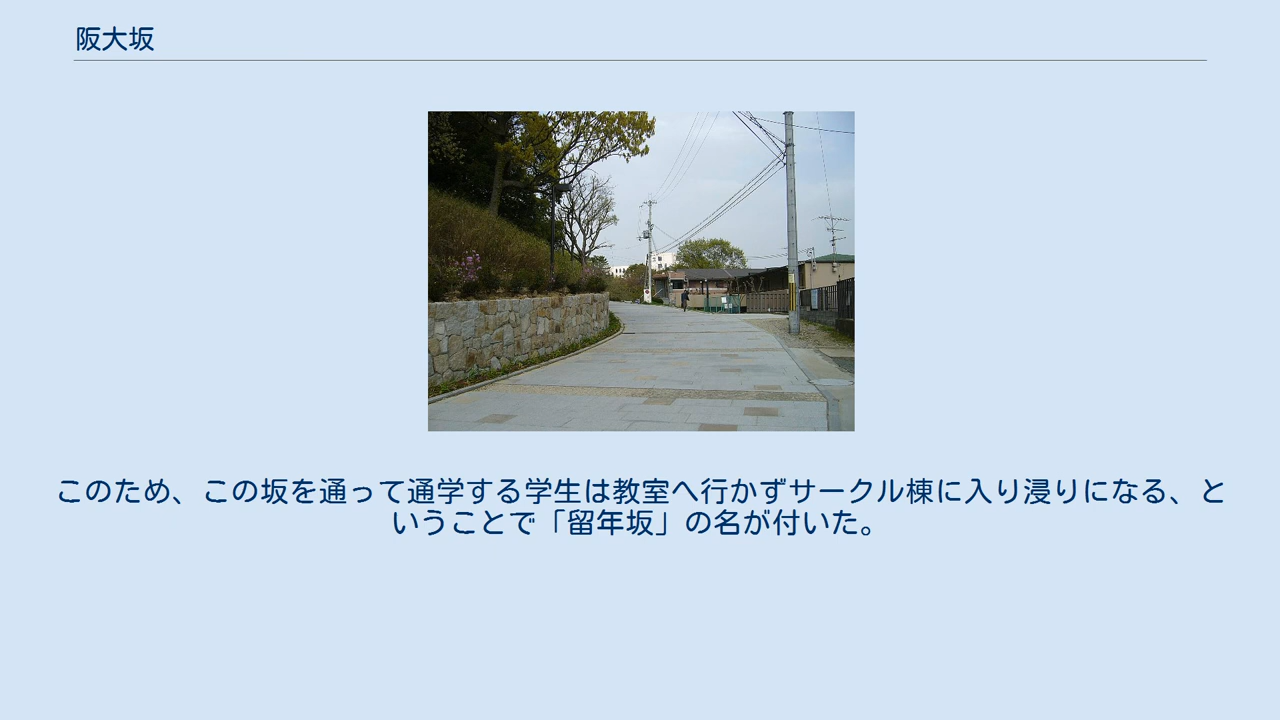 阪大坂
このため、この坂を通って通学する学生は教室へ行かずサークル棟に入り浸りになる、と
いうことで「留年坂」の名が付いた。